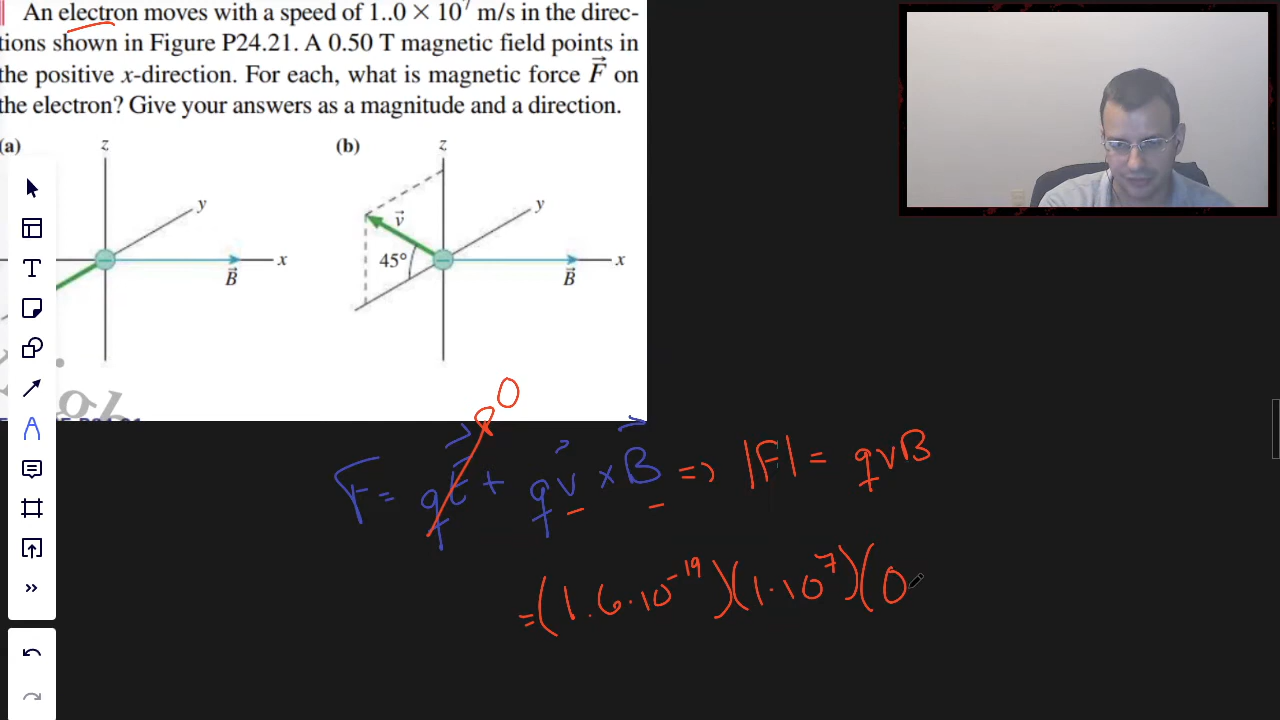 An electron moves with a speed of 1..0 × 10⁷ m/s in the direc-
tions shown in Figure P24.21. A 0.50 T magnetic field points in
the positive x-direction. For each, what is magnetic force F⃗ on
the electron? Give your answers as a magnitude and a direction.
(a) z (b) z
y y
v⃗
45°
x x
B⃗ B⃗
T
A
0
F = qE⃗ + qv⃗ × B⃗ => |F| = qvB
= (1.6·10⁻¹⁹)(1·10⁷)(0